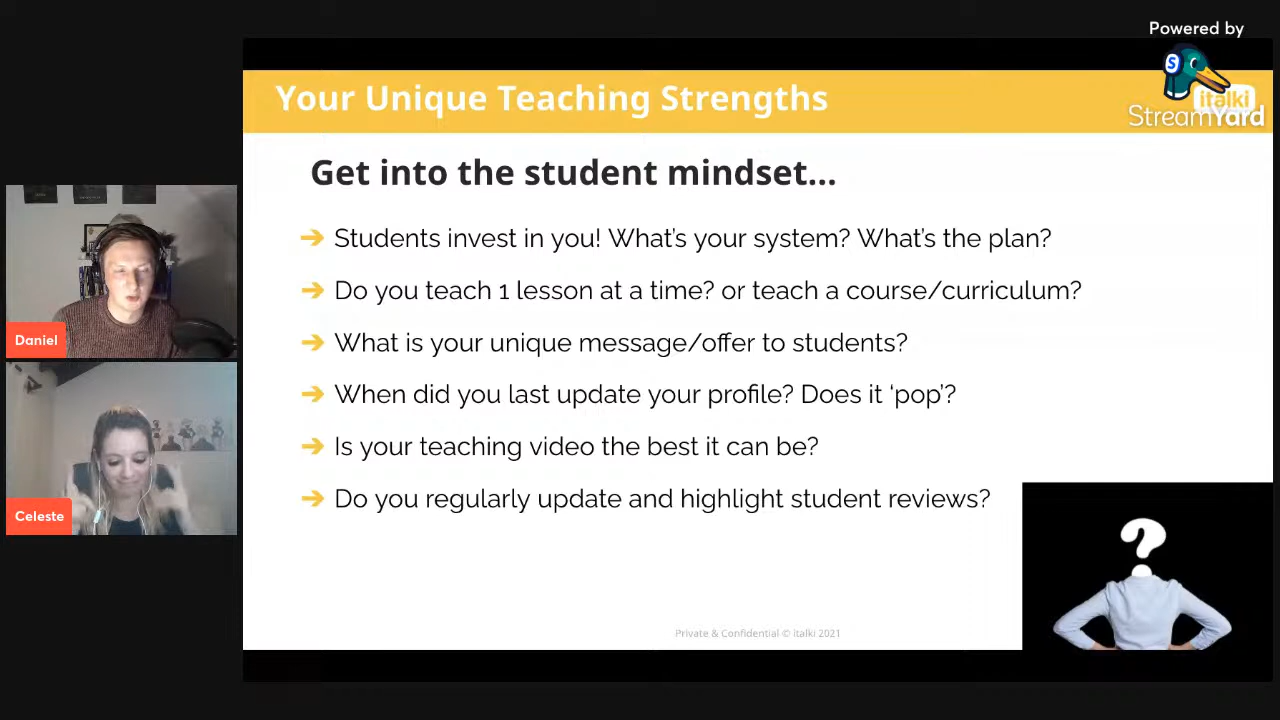 Powered by
S
italki
StreamYard
Your Unique Teaching Strengths
Get into the student mindset...
➔ Students invest in you! What's your system? What's the plan?
➔ Do you teach 1 lesson at a time? or teach a course/curriculum?
➔ What is your unique message/offer to students?
➔ When did you last update your profile? Does it ‘pop’?
➔ Is your teaching video the best it can be?
➔ Do you regularly update and highlight student reviews?
?
Daniel
Celeste
Private & Confidential © italki 2021